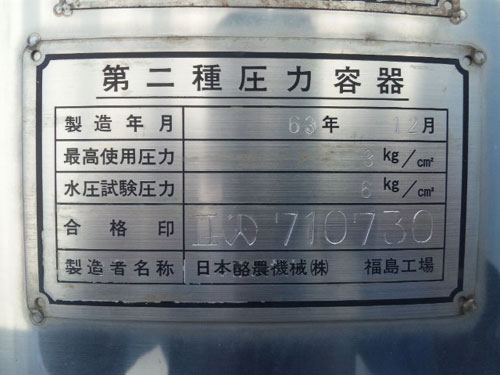 第二種圧力容器
製造年月 63年 12月
最高使用圧力 3 kg/cm²
水圧試験圧力 6 kg/cm²
合格印 710730
製造者名称 日本酪農機械㈱ 福島工場